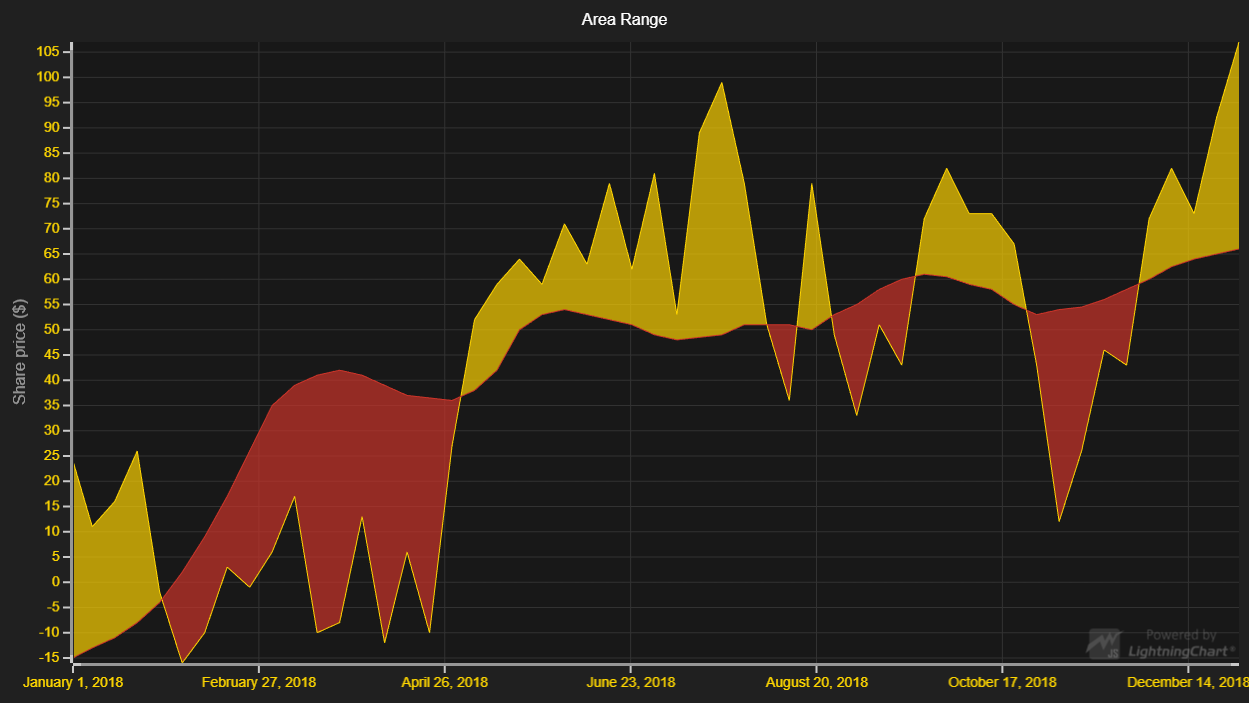 Area Range
105
100
95
90
85
80
75
70
65
60
55
50
45
40
35
30
25
20
15
10
5
0
-5
-10
-15
Share price ($)
January 1, 2018
February 27, 2018
April 26, 2018
June 23, 2018
August 20, 2018
October 17, 2018
December 14, 2018
Powered by
JS LightningChart®